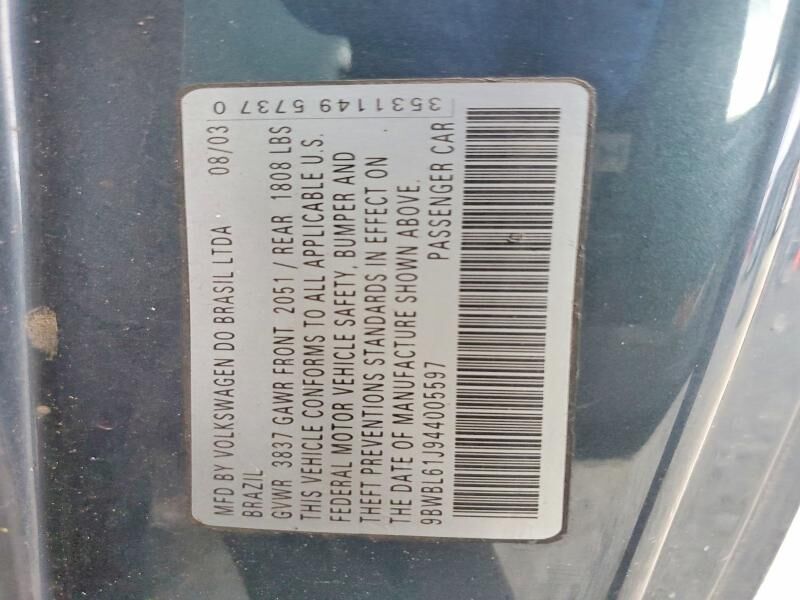 MFD BY VOLKSWAGEN DO BRASIL LTDA 08/03
BRAZIL
GVWR 3837 GAWR FRONT 2051 / REAR 1808 LBS
THIS VEHICLE CONFORMS TO ALL APPLICABLE U.S.
FEDERAL MOTOR VEHICLE SAFETY, BUMPER AND
THEFT PREVENTIONS STANDARDS IN EFFECT ON
THE DATE OF MANUFACTURE SHOWN ABOVE.
9BWBL61J944005597 PASSENGER CAR
3531149 5737 0